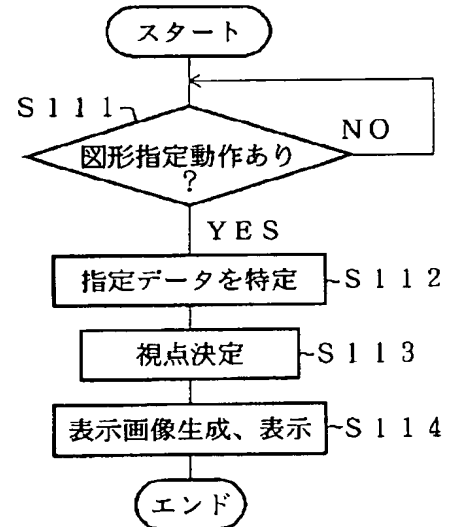 スタート
S111
NO
図形指定動作あり
?
YES
指定データを特定
S112
視点決定
S113
表示画像生成、表示
S114
エンド